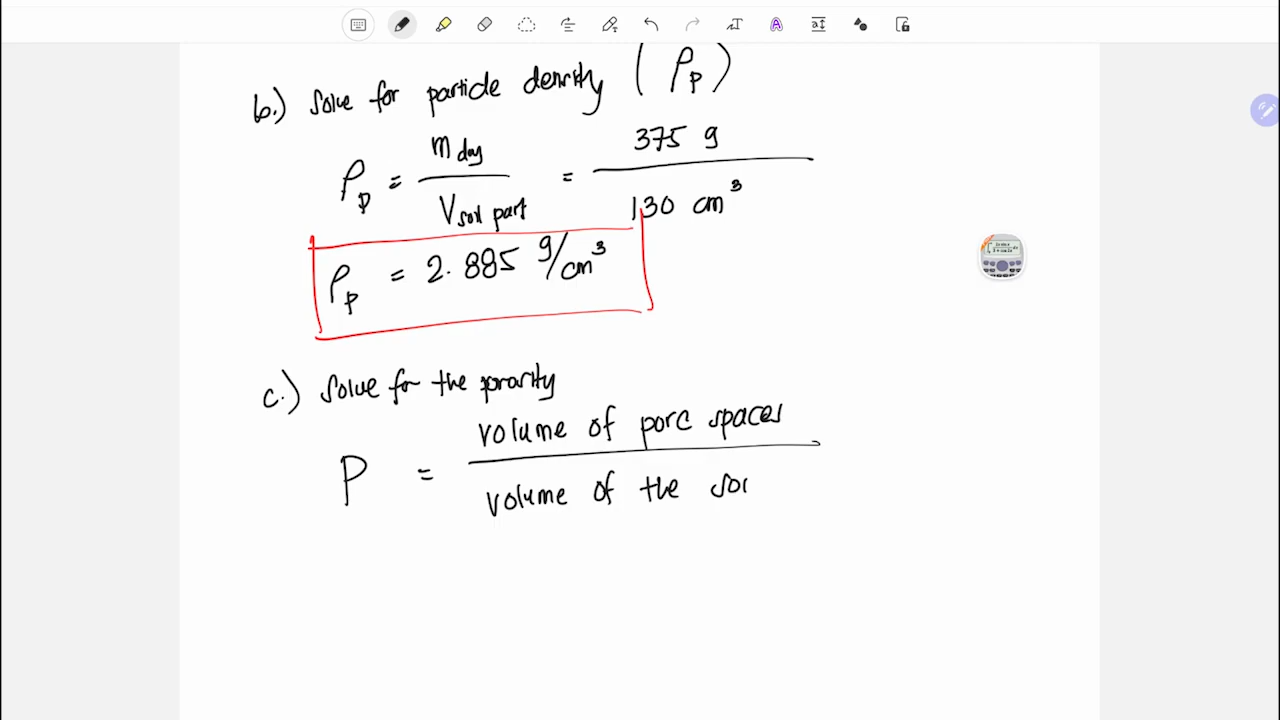 b.) Solve for particle density (ρp)
ρp = m dry / V soil part = 375 g / 130 cm³
ρp = 2.885 g/cm³
c.) Solve for the porosity
P = volume of pore spaces / volume of the soi